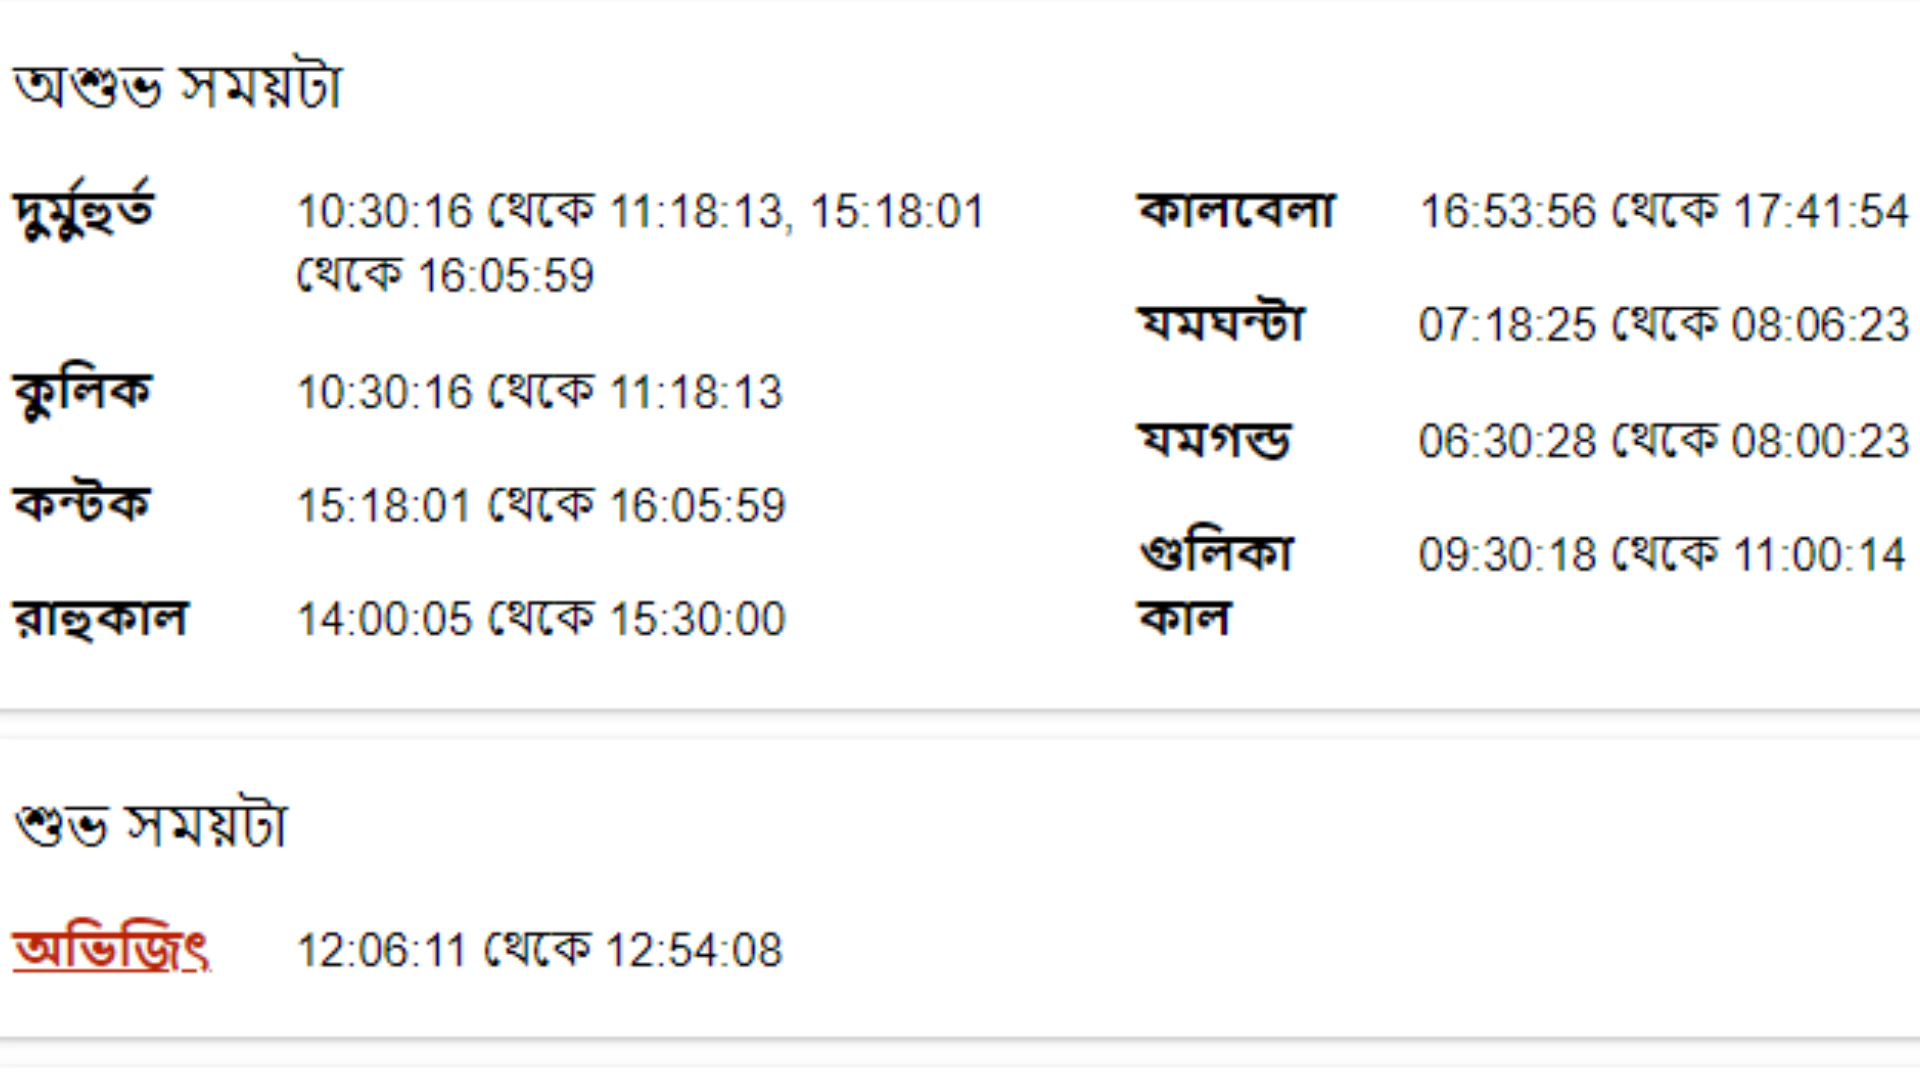 অশুভ সময়টা
দুর্মুহুর্ত 10:30:16 থেকে 11:18:13, 15:18:01
থেকে 16:05:59
কুলিক 10:30:16 থেকে 11:18:13
কন্টক 15:18:01 থেকে 16:05:59
রাহুকাল 14:00:05 থেকে 15:30:00
কালবেলা 16:53:56 থেকে 17:41:54
যমঘন্টা 07:18:25 থেকে 08:06:23
যমগন্ড 06:30:28 থেকে 08:00:23
গুলিকা 09:30:18 থেকে 11:00:14
কাল
শুভ সময়টা
অভিজিৎ 12:06:11 থেকে 12:54:08